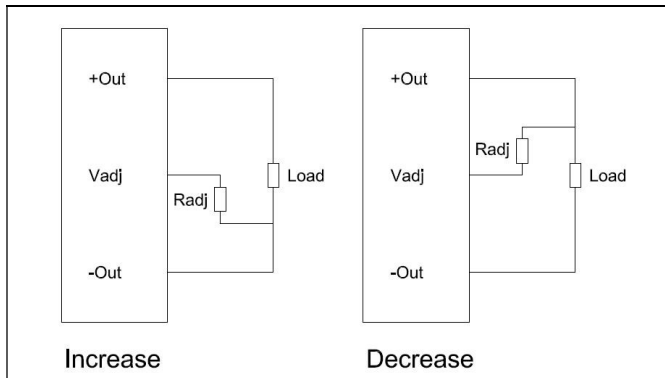 +Out
Vadj
Radj
Load
-Out
Increase
+Out
Radj
Vadj
Load
-Out
Decrease